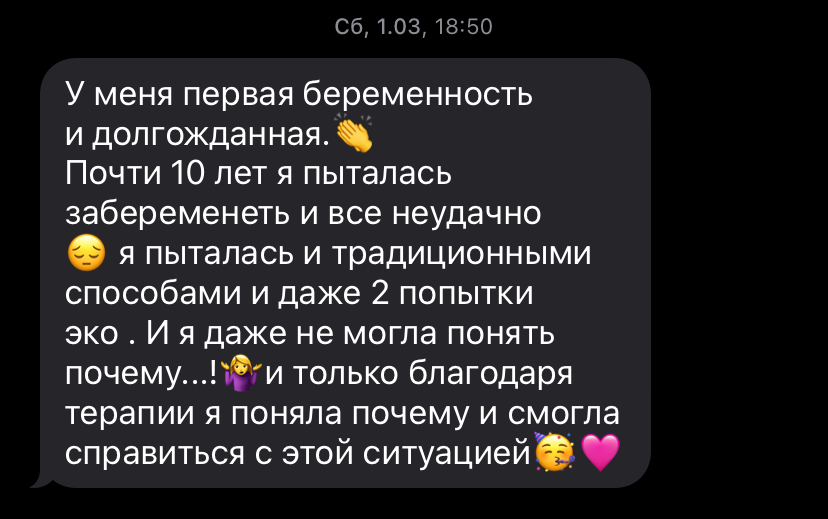 Сб, 1.03, 18:50
У меня первая беременность
и долгожданная.👏
Почти 10 лет я пыталась
забеременеть и все неудачно
😔 я пыталась и традиционными
способами и даже 2 попытки
эко . И я даже не могла понять
почему...!🤷‍♀️и только благодаря
терапии я поняла почему и смогла
справиться с этой ситуацией🥳🩷